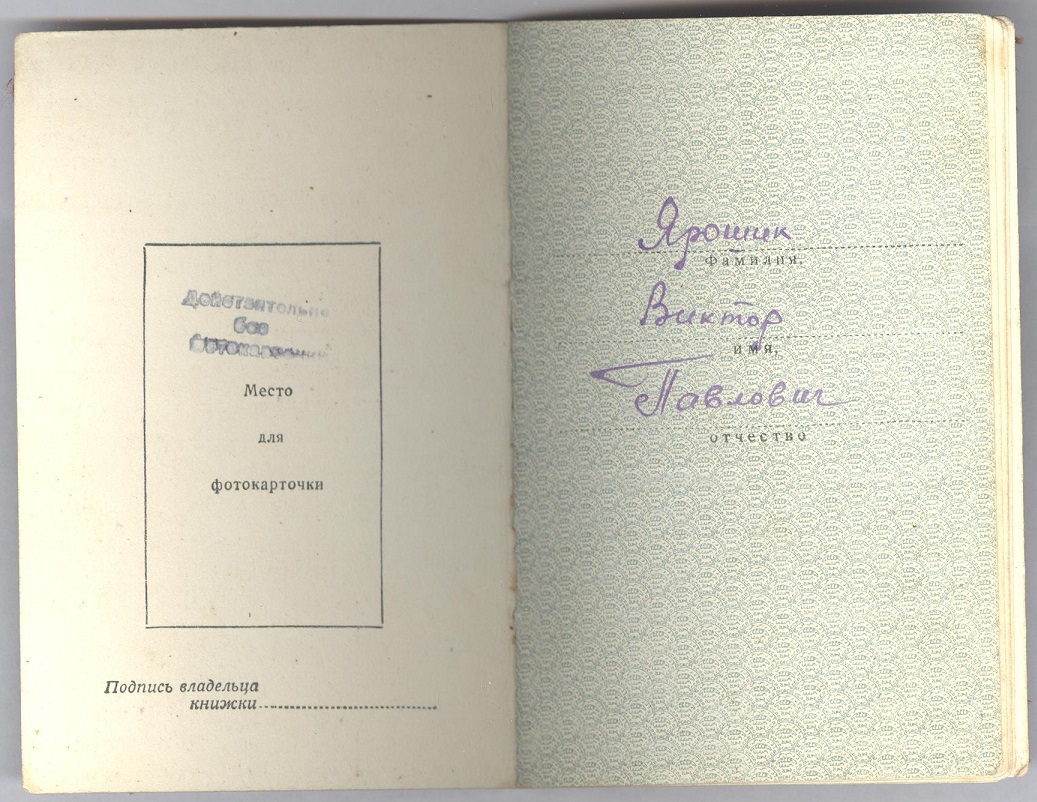 Действительно
без
фотокарточки
Место
для
фотокарточки
Подпись владельца
книжки
Ярошик
фамилия,
Виктор
имя,
Павлович
отчество